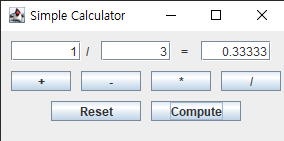 Simple Calculator
1 / 3 = 0.33333
+ - * /
Reset Compute